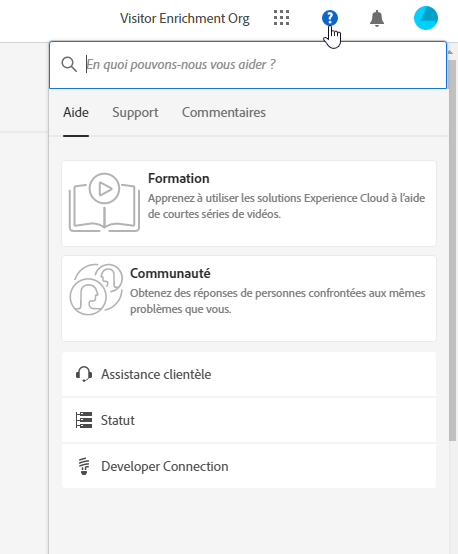 Visitor Enrichment Org
?
En quoi pouvons-nous vous aider ?
Aide Support Commentaires
Formation
Apprenez à utiliser les solutions Experience Cloud à l'aide
de courtes séries de vidéos.
Communauté
Obtenez des réponses de personnes confrontées aux mêmes
problèmes que vous.
Assistance clientèle
Statut
Developer Connection